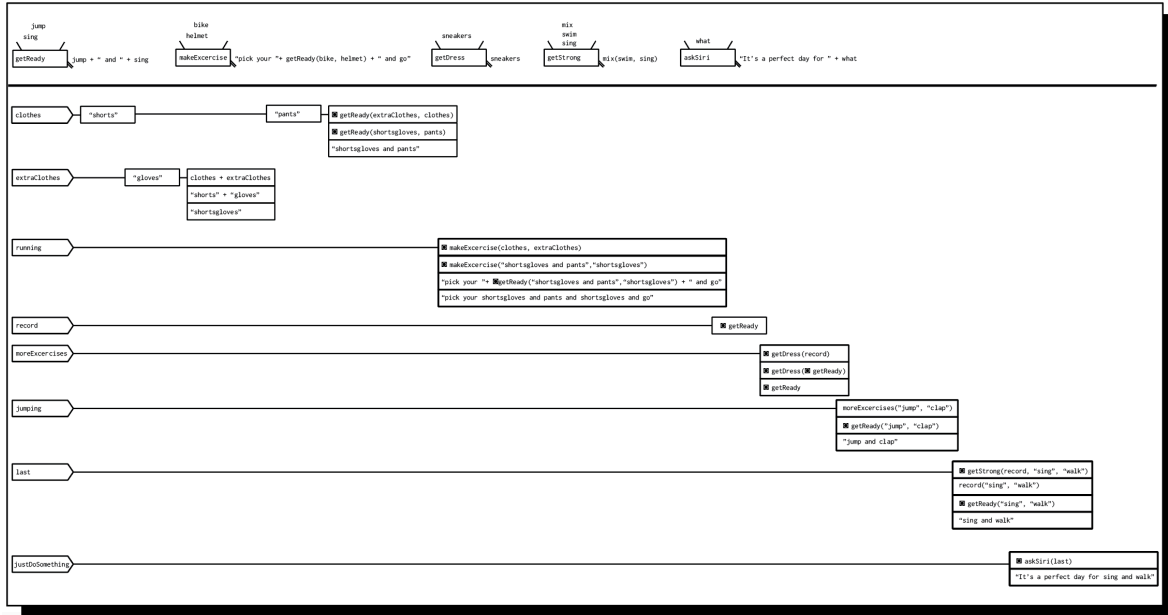 jump
sing
getReady
jump + “ and “ + sing
bike
helmet
makeExcercise
“pick your “+ getReady(bike, helmet) + “ and go”
sneakers
getDress
sneakers
mix
swim
sing
getStrong
mix(swim, sing)
what
askSiri
“It's a perfect day for “ + what
clothes
“shorts”
“pants”
getReady(extraClothes, clothes)
getReady(shortsgloves, pants)
“shortsgloves and pants”
extraClothes
“gloves”
clothes + extraClothes
“shorts” + “gloves”
“shortsgloves”
running
makeExcercise(clothes, extraClothes)
makeExcercise(“shortsgloves and pants”,“shortsgloves”)
“pick your “+ getReady(“shortsgloves and pants”,“shortsgloves”) + “ and go”
“pick your shortsgloves and pants and shortsgloves and go”
record
getReady
moreExcercises
getDress(record)
getDress( getReady)
getReady
jumping
moreExcercises(“jump”, “clap”)
getReady(“jump”, “clap”)
“jump and clap”
last
getStrong(record, “sing”, “walk”)
record(“sing”, “walk”)
getReady(“sing”, “walk”)
“sing and walk”
justDoSomething
askSiri(last)
“It's a perfect day for sing and walk”